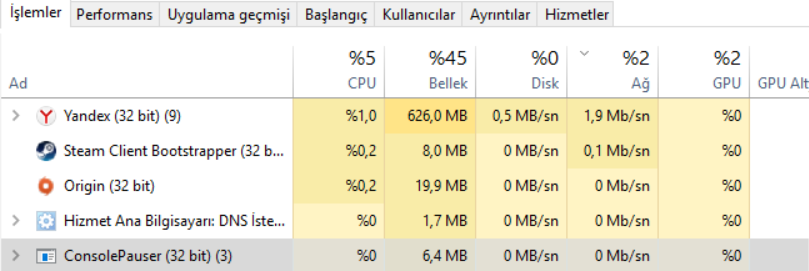 İşlemler Performans Uygulama geçmişi Başlangıç Kullanıcılar Ayrıntılar Hizmetler
%5 %45 %0 %2 %2
Ad CPU Bellek Disk Ağ GPU GPU Alt
Yandex (32 bit) (9) %1,0 626,0 MB 0,5 MB/sn 1,9 Mb/sn %0
Steam Client Bootstrapper (32 b... %0,2 8,0 MB 0 MB/sn 0,1 Mb/sn %0
Origin (32 bit) %0,2 19,9 MB 0 MB/sn 0 Mb/sn %0
Hizmet Ana Bilgisayarı: DNS İste... %0 1,7 MB 0 MB/sn 0 Mb/sn %0
ConsolePauser (32 bit) (3) %0 6,4 MB 0 MB/sn 0 Mb/sn %0